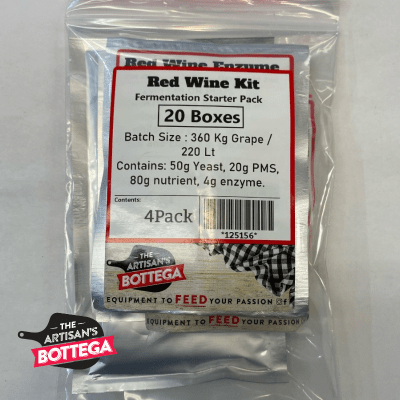 Red Wine Enzyme
Red Wine Kit
Fermentation Starter Pack
20 Boxes
Batch Size : 360 Kg Grape /
220 Lt
Contains: 50g Yeast, 20g PMS,
80g nutrient, 4g enzyme.
Contents:
4Pack
*125156*
THE
ARTISAN'S
BOTTEGA
EQUIPMENT TO FEED YOUR PASSION
EQUIPMENT TO FEED YOUR PASSION
THE
ARTISAN'S
BOTTEGA